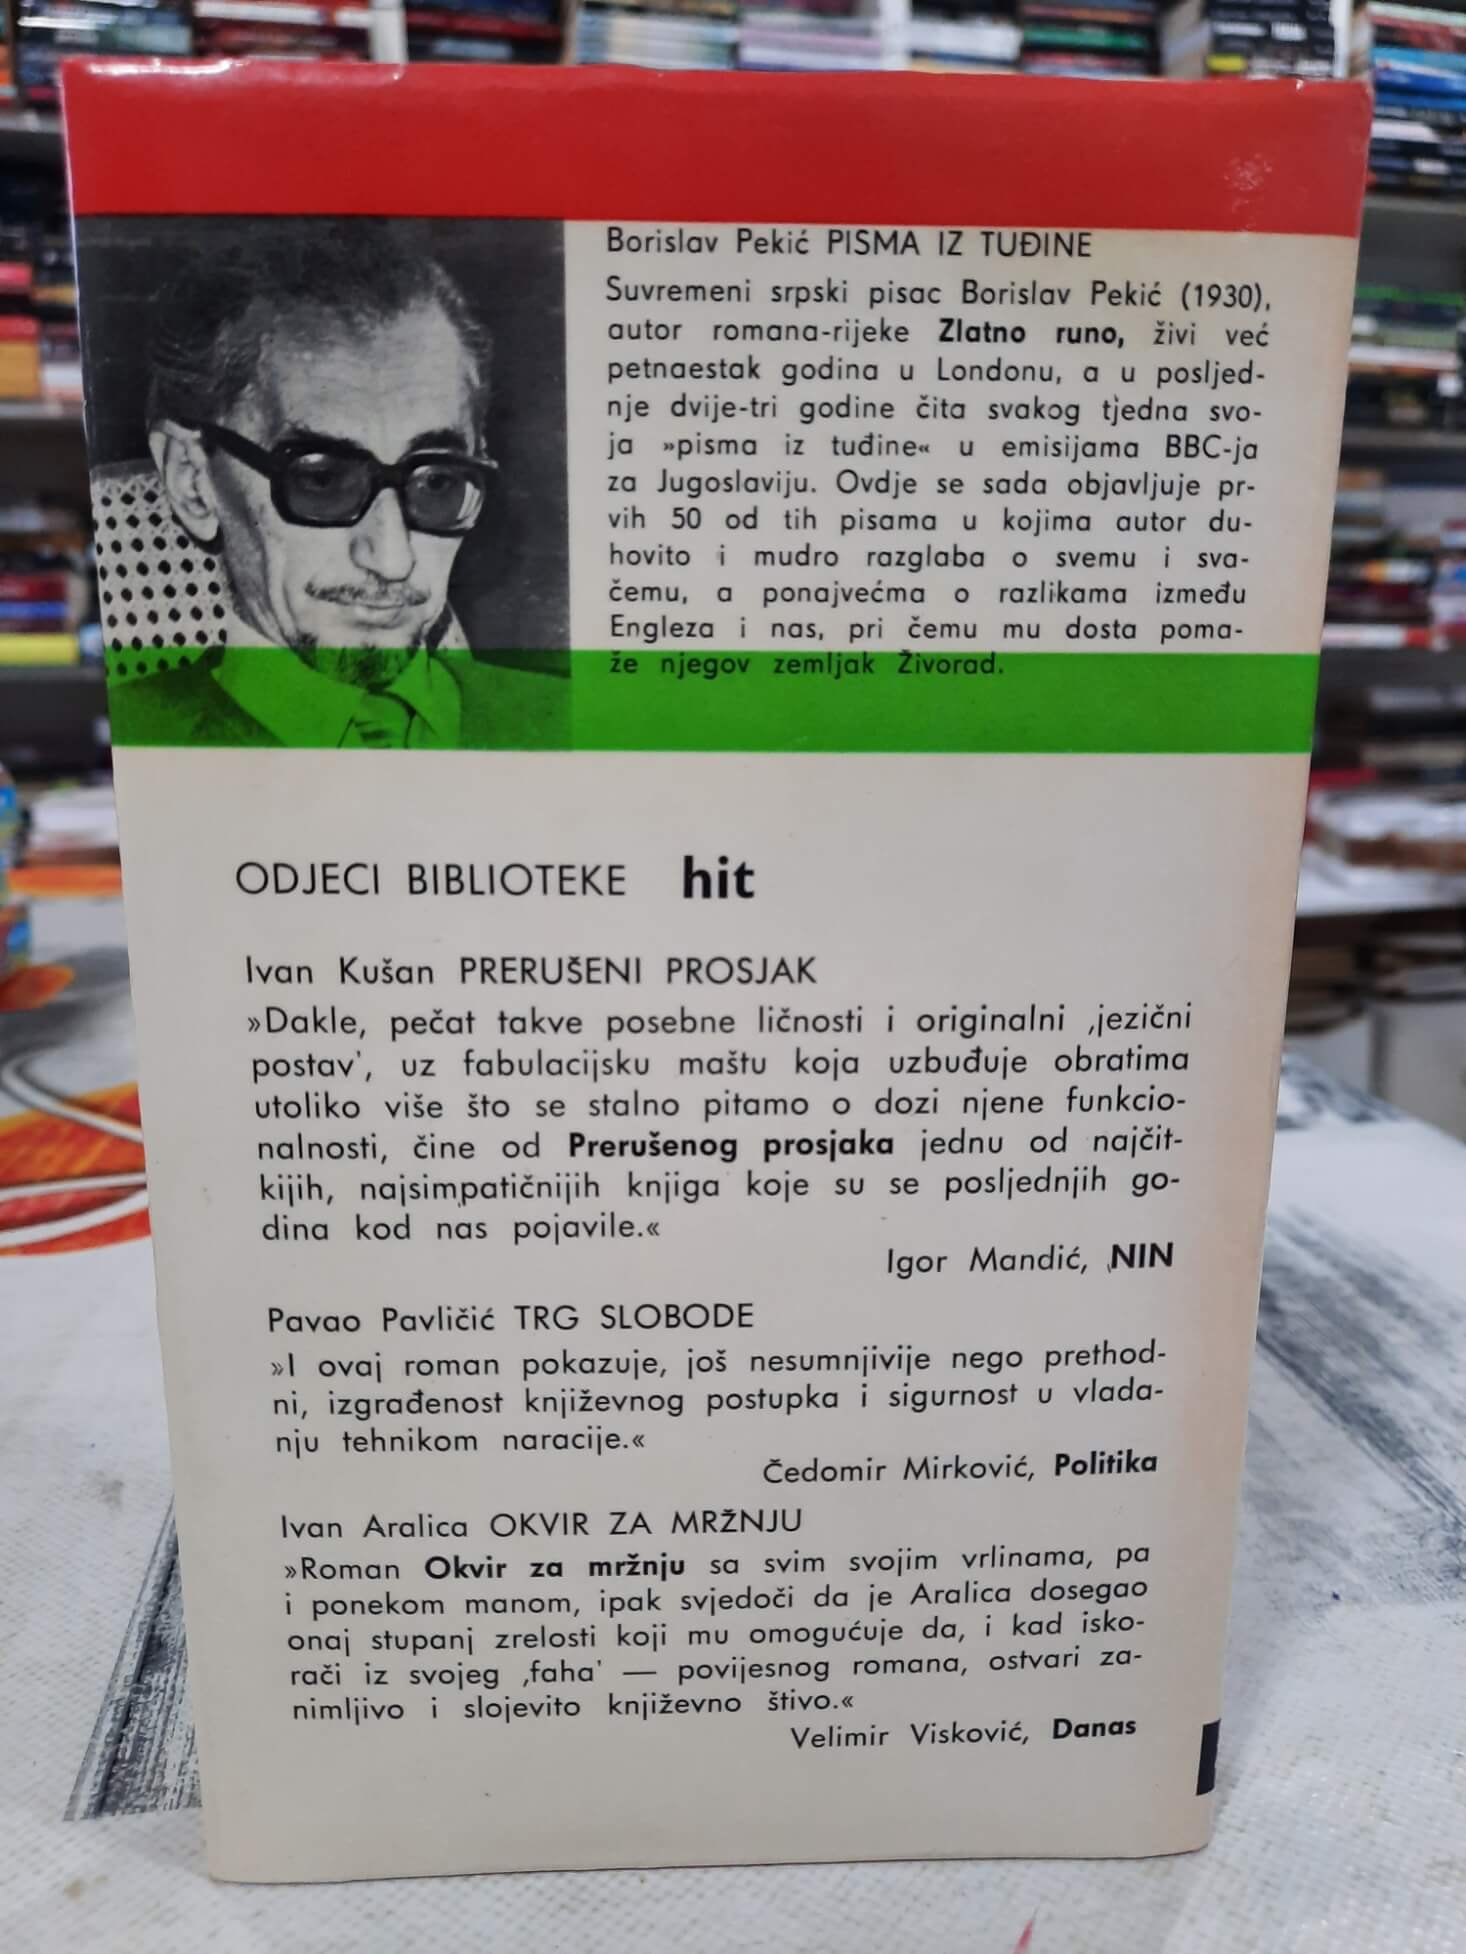 Borislav Pekić PISMA IZ TUĐINE
Suvremeni srpski pisac Borislav Pekić (1930),
autor romana-rijeke Zlatno runo, živi već
petnaestak godina u Londonu, a u posljed-
nje dvije-tri godine čita svakog tjedna svo-
ja »pisma iz tuđine« u emisijama BBC-ja
za Jugoslaviju. Ovdje se sada objavljuje pr-
vih 50 od tih pisama u kojima autor du-
hovito i mudro razglaba o svemu i sva-
čemu, a ponajvećma o razlikama između
Engleza i nas, pri čemu mu dosta poma-
že njegov zemljak Živorad.
ODJECI BIBLIOTEKE hit
Ivan Kušan PRERUŠENI PROSJAK
»Dakle, pečat takve posebne ličnosti i originalni ‚jezični
postav', uz fabulacijsku maštu koja uzbuđuje obratima
utoliko više što se stalno pitamo o dozi njene funkcio-
nalnosti, čine od Prerušenog prosjaka jednu od najčit-
kijih, najsimpatičnijih knjiga koje su se posljednjih go-
dina kod nas pojavile.«
Igor Mandić, NIN
Pavao Pavličić TRG SLOBODE
»I ovaj roman pokazuje, još nesumnjivije nego prethod-
ni, izgrađenost književnog postupka i sigurnost u vlada-
nju tehnikom naracije.«
Čedomir Mirković, Politika
Ivan Aralica OKVIR ZA MRŽNJU
»Roman Okvir za mržnju sa svim svojim vrlinama, pa
i ponekom manom, ipak svjedoči da je Aralica dosegao
onaj stupanj zrelosti koji mu omogućuje da, i kad isko-
rači iz svojeg ‚faha' — povijesnog romana, ostvari za-
nimljivo i slojevito književno štivo.«
Velimir Visković, Danas